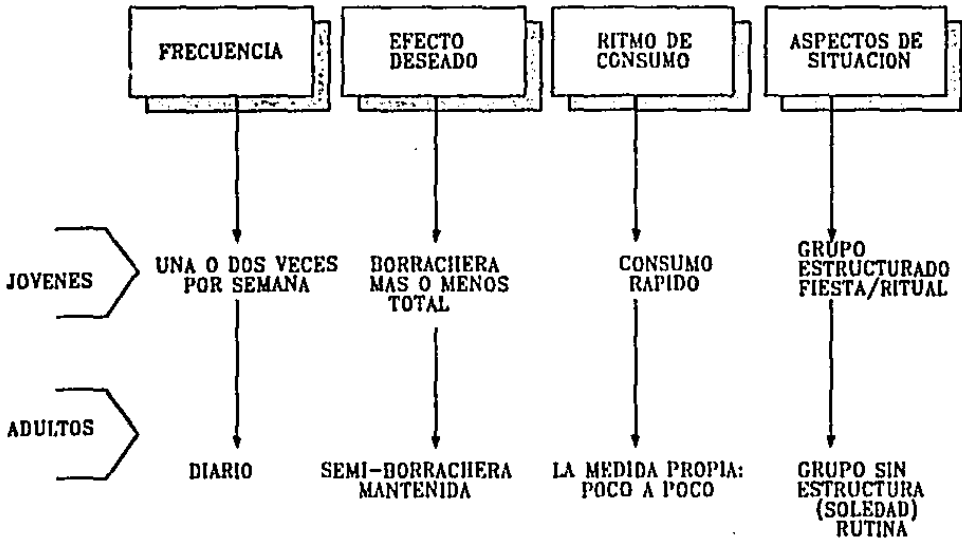 FRECUENCIA
EFECTO
DESEADO
RITMO DE
CONSUMO
ASPECTOS DE
SITUACION
JOVENES
UNA O DOS VECES
POR SEMAÑA
BORRACHERA
MAS O MENOS
TOTAL
CONSUMO
RAPIDO
GRUPO
ESTRUCTURADO
FIESTA/RITUAL
ADULTOS
DIARIO
SEMI-BORRACHERA
MANTENIDA
LA MEDIDA PROPIA:
POCO A POCO
GRUPO SIN
ESTRUCTURA
(SOLEDAD)
RUTINA